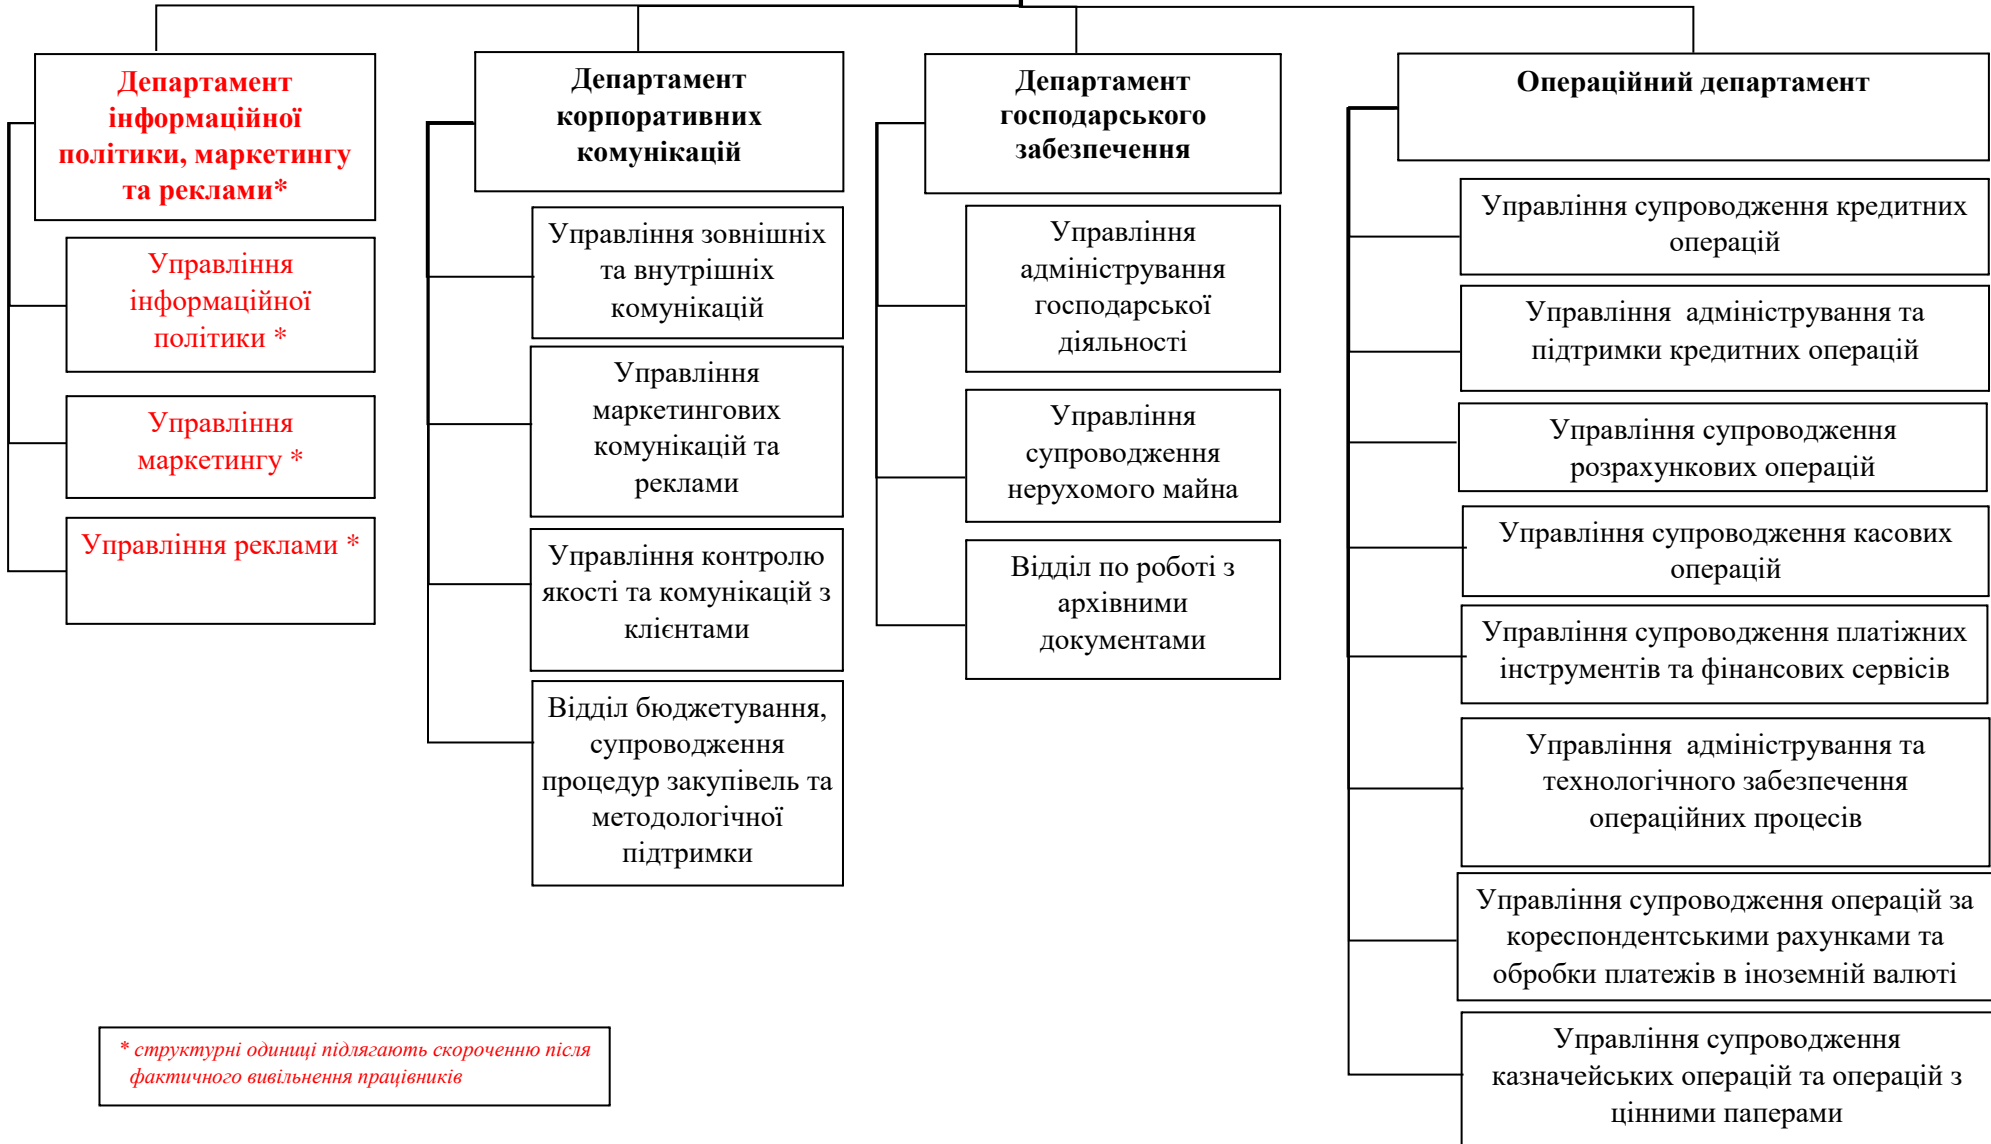 Департамент
інформаційної
політики, маркетингу
та реклами*
Управління
інформаційної
політики *
Управління
маркетингу *
Управління реклами *
Департамент
корпоративних
комунікацій
Управління зовнішніх
та внутрішніх
комунікацій
Управління
маркетингових
комунікацій та
реклами
Управління контролю
якості та комунікацій з
клієнтами
Відділ бюджетування,
супроводження
процедур закупівель та
методологічної
підтримки
Департамент
господарського
забезпечення
Управління
адміністрування
господарської
діяльності
Управління
супроводження
нерухомого майна
Відділ по роботі з
архівними
документами
Операційний департамент
Управління супроводження кредитних
операцій
Управління адміністрування та
підтримки кредитних операцій
Управління супроводження
розрахункових операцій
Управління супроводження касових
операцій
Управління супроводження платіжних
інструментів та фінансових сервісів
Управління адміністрування та
технологічного забезпечення
операційних процесів
Управління супроводження операцій за
кореспондентськими рахунками та
обробки платежів в іноземній валюті
Управління супроводження
казначейських операцій та операцій з
цінними паперами
* структурні одиниці підлягають скороченню після
фактичного вивільнення працівників